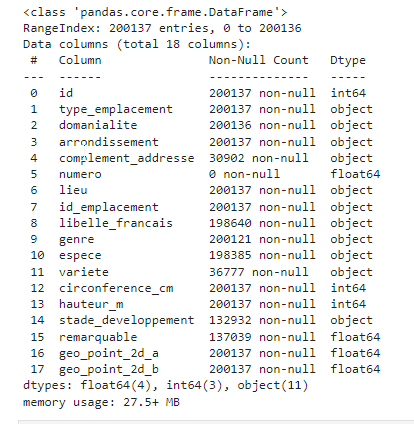 <class 'pandas.core.frame.DataFrame'>
RangeIndex: 200137 entries, 0 to 200136
Data columns (total 18 columns):
 #   Column               Non-Null Count   Dtype
---  ------               --------------   -----
 0   id                   200137 non-null  int64
 1   type_emplacement     200137 non-null  object
 2   domanialite          200136 non-null  object
 3   arrondissement       200137 non-null  object
 4   complement_addresse  30902 non-null   object
 5   numero               0 non-null       float64
 6   lieu                 200137 non-null  object
 7   id_emplacement       200137 non-null  object
 8   libelle_francais     198640 non-null  object
 9   genre                200121 non-null  object
 10  espece               198385 non-null  object
 11  variete              36777 non-null   object
 12  circonference_cm     200137 non-null  int64
 13  hauteur_m            200137 non-null  int64
 14  stade_developpement  132932 non-null  object
 15  remarquable          137039 non-null  float64
 16  geo_point_2d_a       200137 non-null  float64
 17  geo_point_2d_b       200137 non-null  float64
dtypes: float64(4), int64(3), object(11)
memory usage: 27.5+ MB